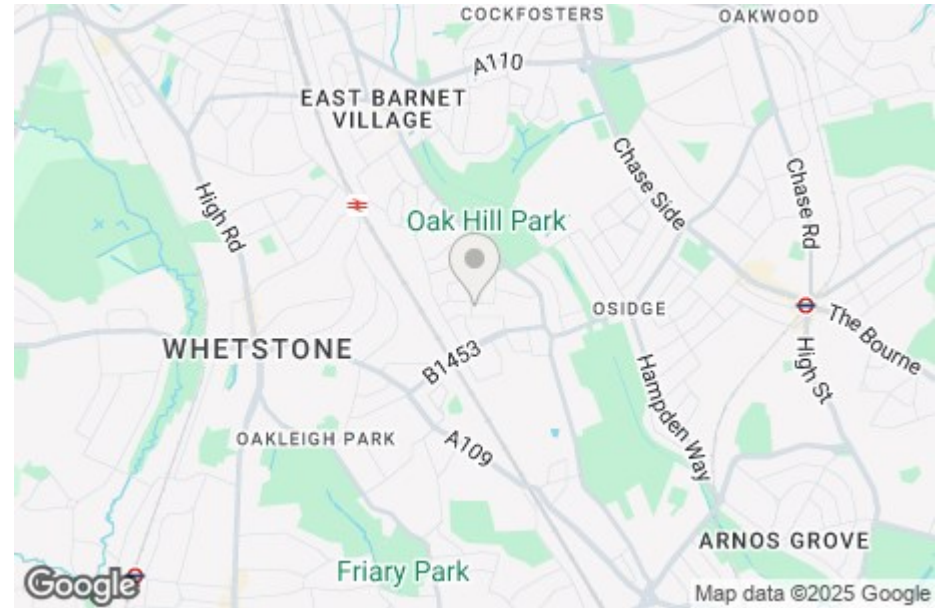 COCKFOSTERS
OAKWOOD
A110
EAST BARNET
VILLAGE
Chase Side
Chase Rd
High Rd
Oak Hill Park
OSIDGE
The Bourne
WHETSTONE
B1453
High St
Hampden Way
OAKLEIGH PARK
A109
ARNOS GROVE
Friary Park
Google
Map data ©2025 Google